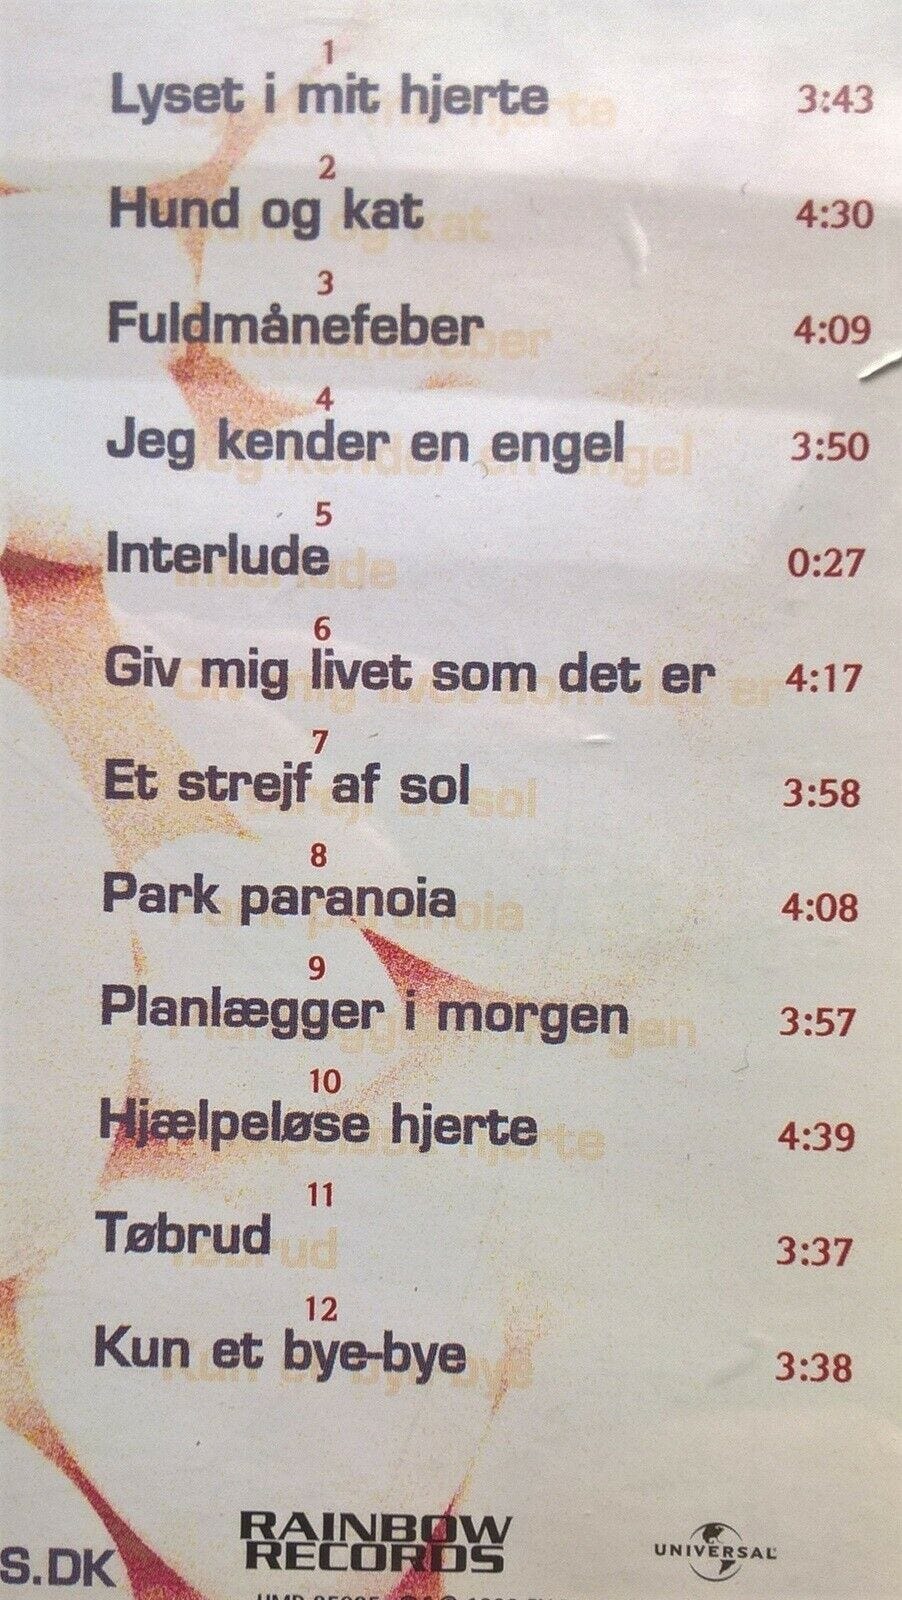 1
Lyset i mit hjerte 3:43
2
Hund og kat 4:30
3
Fuldmånefeber 4:09
4
Jeg kender en engel 3:50
5
Interlude 0:27
6
Giv mig livet som det er 4:17
7
Et strejf af sol 3:58
8
Park paranoia 4:08
9
Planlægger i morgen 3:57
10
Hjælpeløse hjerte 4:39
11
Tøbrud 3:37
12
Kun et bye-bye 3:38
RAINBOW
RECORDS
UNIVERSAL
S.DK